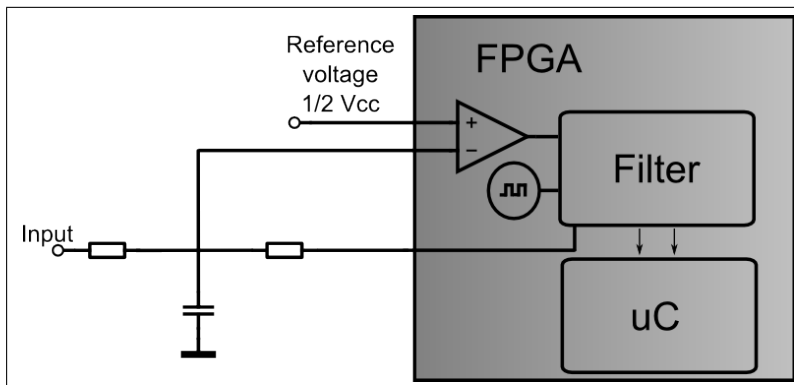 Reference
voltage
1/2 Vcc
FPGA
+
−
Filter
Input
uC